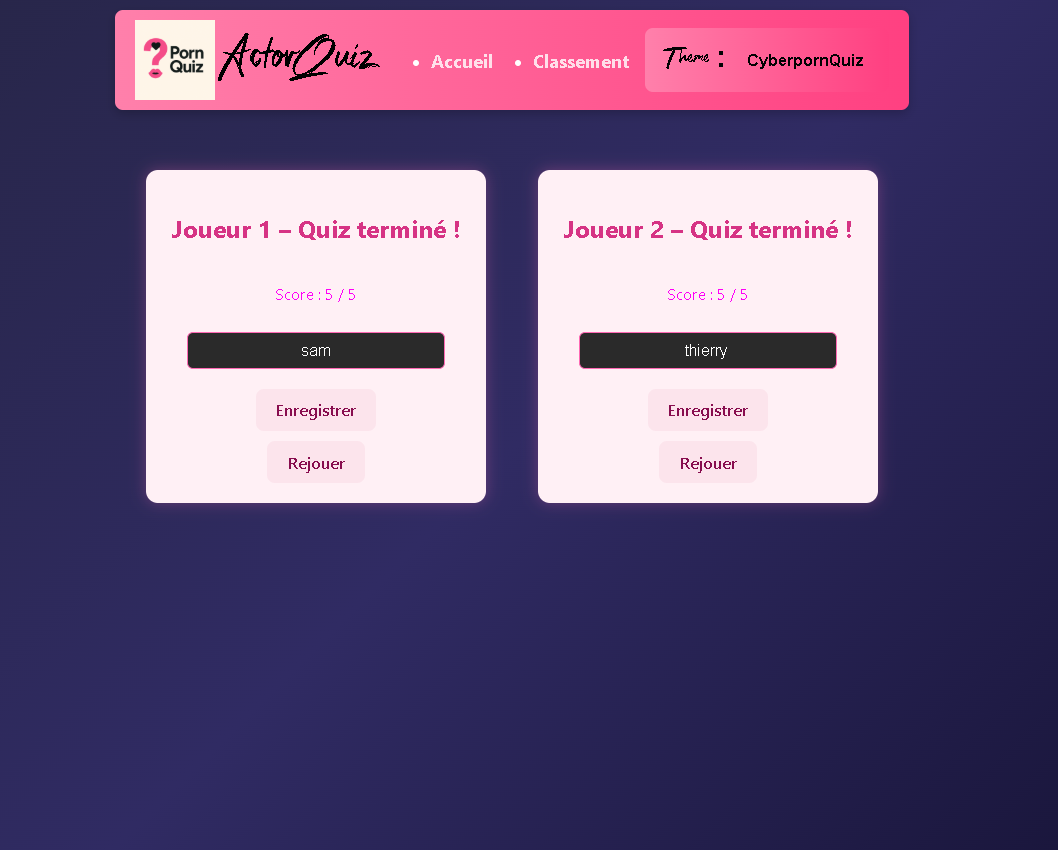 Porn
Quiz
ActorQuiz
• Accueil
• Classement
Theme :
CyberpornQuiz
Joueur 1 – Quiz terminé !
Score : 5 / 5
sam
Enregistrer
Rejouer
Joueur 2 – Quiz terminé !
Score : 5 / 5
thierry
Enregistrer
Rejouer